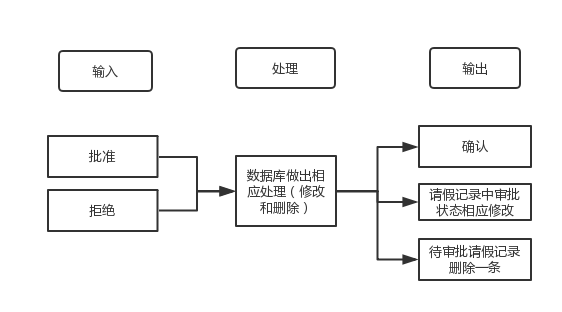 输入
处理
输出
批准
拒绝
数据库做出相
应处理（修改
和删除）
确认
请假记录中审批
状态相应修改
待审批请假记录
删除一条